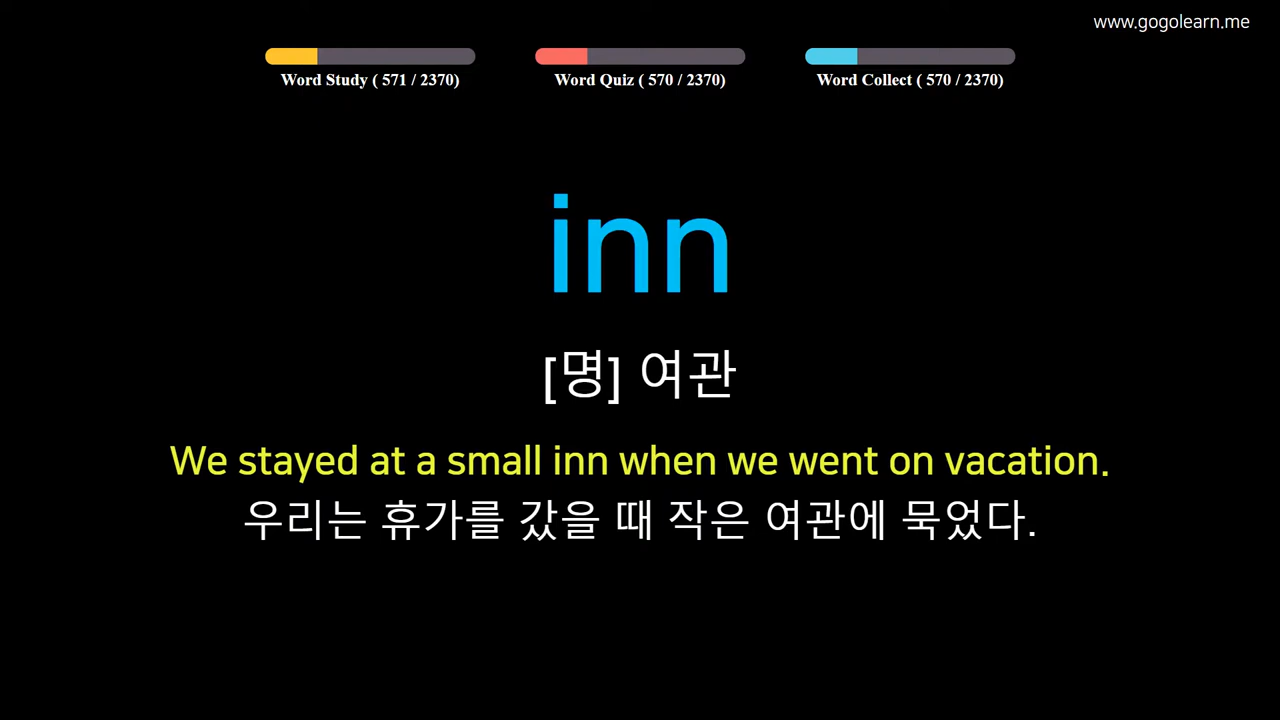 www.gogolearn.me
Word Study ( 571 / 2370)
Word Quiz ( 570 / 2370)
Word Collect ( 570 / 2370)
inn
[명] 여관
We stayed at a small inn when we went on vacation.
우리는 휴가를 갔을 때 작은 여관에 묵었다.